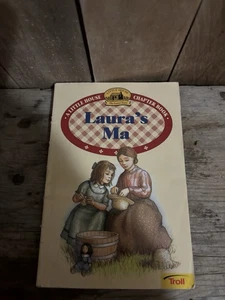 A LITTLE HOUSE CHAPTER BOOK
Laura's
Ma
Troll